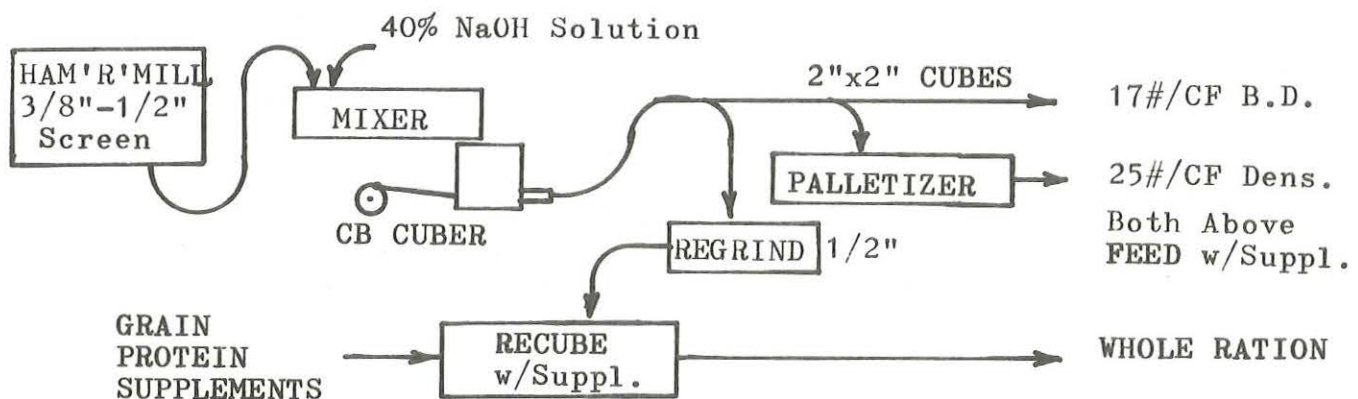 40% NaOH Solution
HAM'R'MILL
3/8"-1/2"
Screen
MIXER
2"x2" CUBES
17#/CF B.D.
PALLETIZER
25#/CF Dens.
CB CUBER
REGRIND 1/2"
Both Above
FEED w/Suppl.
GRAIN
PROTEIN
SUPPLEMENTS
RECUBE
w/Suppl.
WHOLE RATION